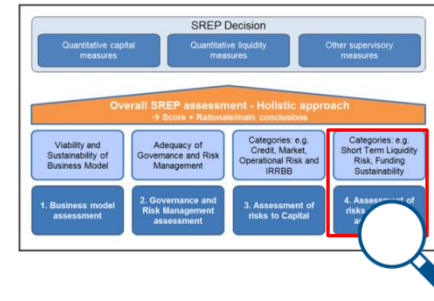 SREP Decision
Quantitative capital
measures
Quantitative liquidity
measures
Other supervisory
measures
Overall SREP assessment - Holistic approach
→ Score + Rationale/main conclusions
Viability and
Sustainability of
Business Model
Adequacy of
Governance and Risk
Management
Categories: e.g.
Credit, Market,
Operational Risk and
IRRBB
Categories: e.g.
Short Term Liquidity
Risk, Funding
Sustainability
1. Business model
assessment
2. Governance and
Risk Management
assessment
3. Assessment of
risks to Capital
4. Assessment of
risks